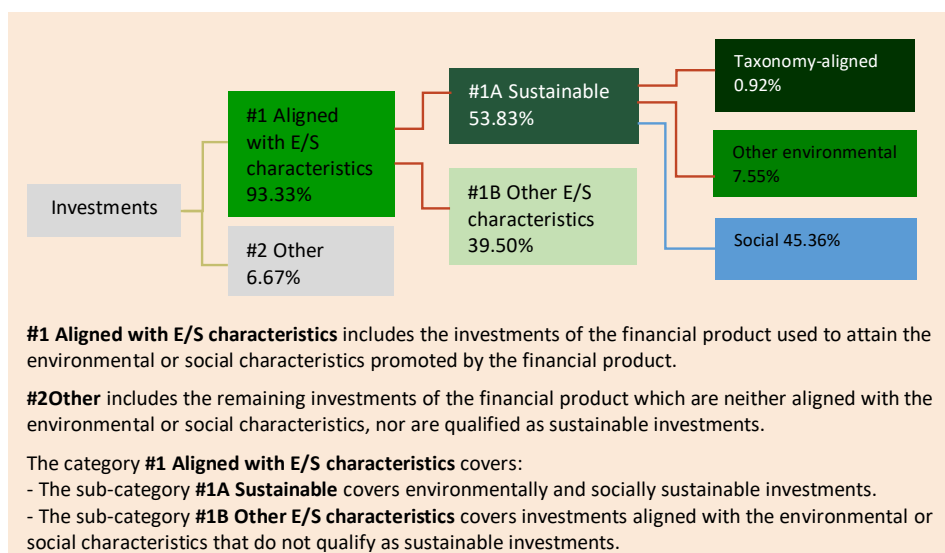 Investments
#1 Aligned
with E/S
characteristics
93.33%
#2 Other
6.67%
#1A Sustainable
53.83%
#1B Other E/S
characteristics
39.50%
Taxonomy-aligned
0.92%
Other environmental
7.55%
Social 45.36%
#1 Aligned with E/S characteristics includes the investments of the financial product used to attain the
environmental or social characteristics promoted by the financial product.
#2Other includes the remaining investments of the financial product which are neither aligned with the
environmental or social characteristics, nor are qualified as sustainable investments.
The category #1 Aligned with E/S characteristics covers:
- The sub-category #1A Sustainable covers environmentally and socially sustainable investments.
- The sub-category #1B Other E/S characteristics covers investments aligned with the environmental or
social characteristics that do not qualify as sustainable investments.